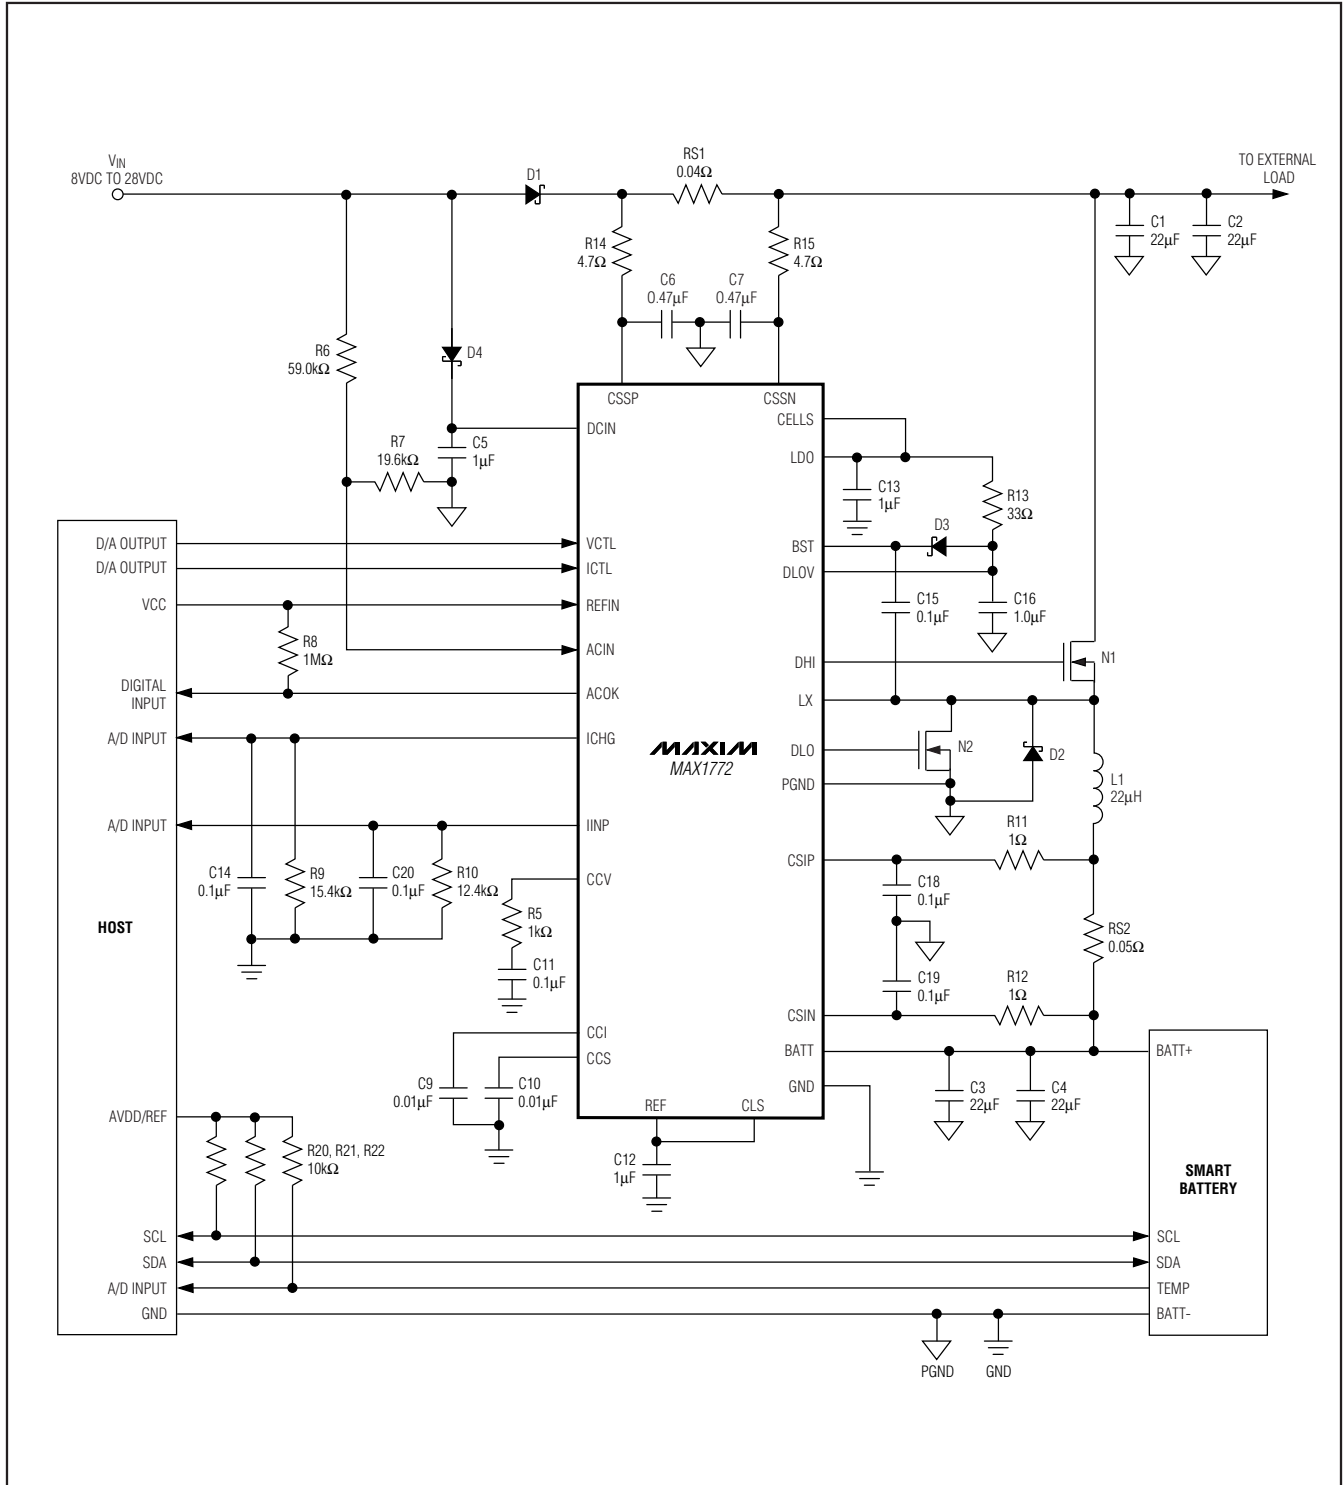 VIN
8VDC TO 28VDC
D1
RS1
0.04Ω
TO EXTERNAL
LOAD
R14
4.7Ω
R15
4.7Ω
C1
22µF
C2
22µF
C6
0.47µF
C7
0.47µF
R6
59.0kΩ
D4
CSSP
CSSN
CELLS
DCIN
R7
19.6kΩ
C5
1µF
LDO
C13
1µF
R13
33Ω
D3
D/A OUTPUT
VCTL
BST
D/A OUTPUT
ICTL
DLOV
VCC
REFIN
C15
0.1µF
C16
1.0µF
R8
1MΩ
ACIN
DHI
N1
DIGITAL
INPUT
ACOK
LX
A/D INPUT
ICHG
MAXIM
MAX1772
DLO
N2
D2
PGND
L1
22µH
A/D INPUT
IINP
R11
1Ω
CSIP
C14
0.1µF
R9
15.4kΩ
C20
0.1µF
R10
12.4kΩ
CCV
C18
0.1µF
R5
1kΩ
HOST
RS2
0.05Ω
C11
0.1µF
C19
0.1µF
R12
1Ω
CSIN
CCI
BATT
BATT+
CCS
C9
0.01µF
C10
0.01µF
GND
C3
22µF
C4
22µF
REF
CLS
AVDD/REF
R20, R21, R22
10kΩ
C12
1µF
SMART
BATTERY
SCL
SCL
SDA
SDA
A/D INPUT
TEMP
GND
BATT-
PGND
GND